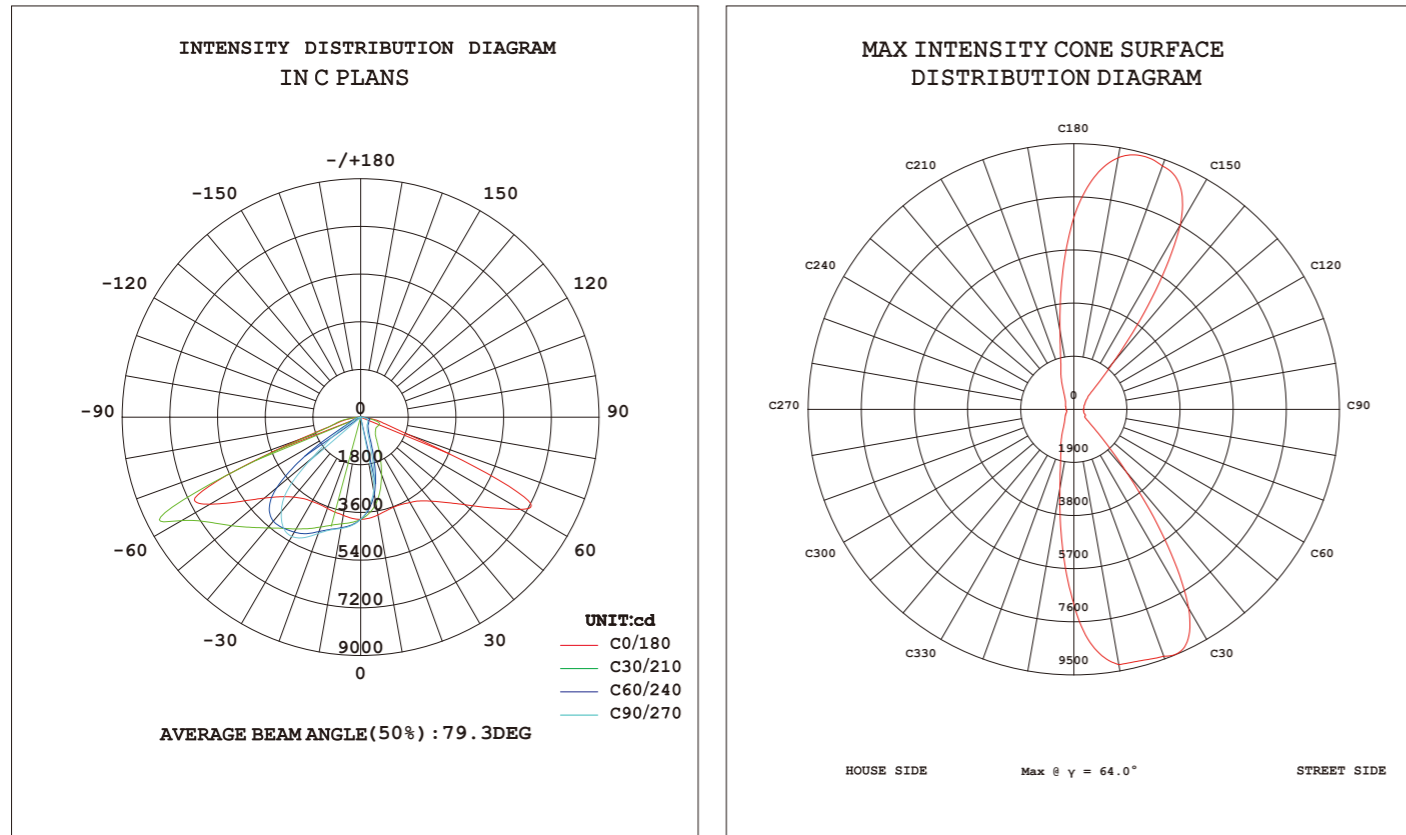 INTENSITY DISTRIBUTION DIAGRAM
IN C PLANS
-/+180
-150
150
-120
120
-90
0
90
1800
3600
-60
60
5400
7200
-30
30
9000
0
UNIT:cd
C0/180
C30/210
C60/240
C90/270
AVERAGE BEAM ANGLE(50%):79.3DEG
MAX INTENSITY CONE SURFACE
DISTRIBUTION DIAGRAM
C180
C210
C150
C240
C120
C270
0
C90
1900
3800
C300
C60
5700
7600
C330
C30
9500
HOUSE SIDE
Max @ γ = 64.0°
STREET SIDE